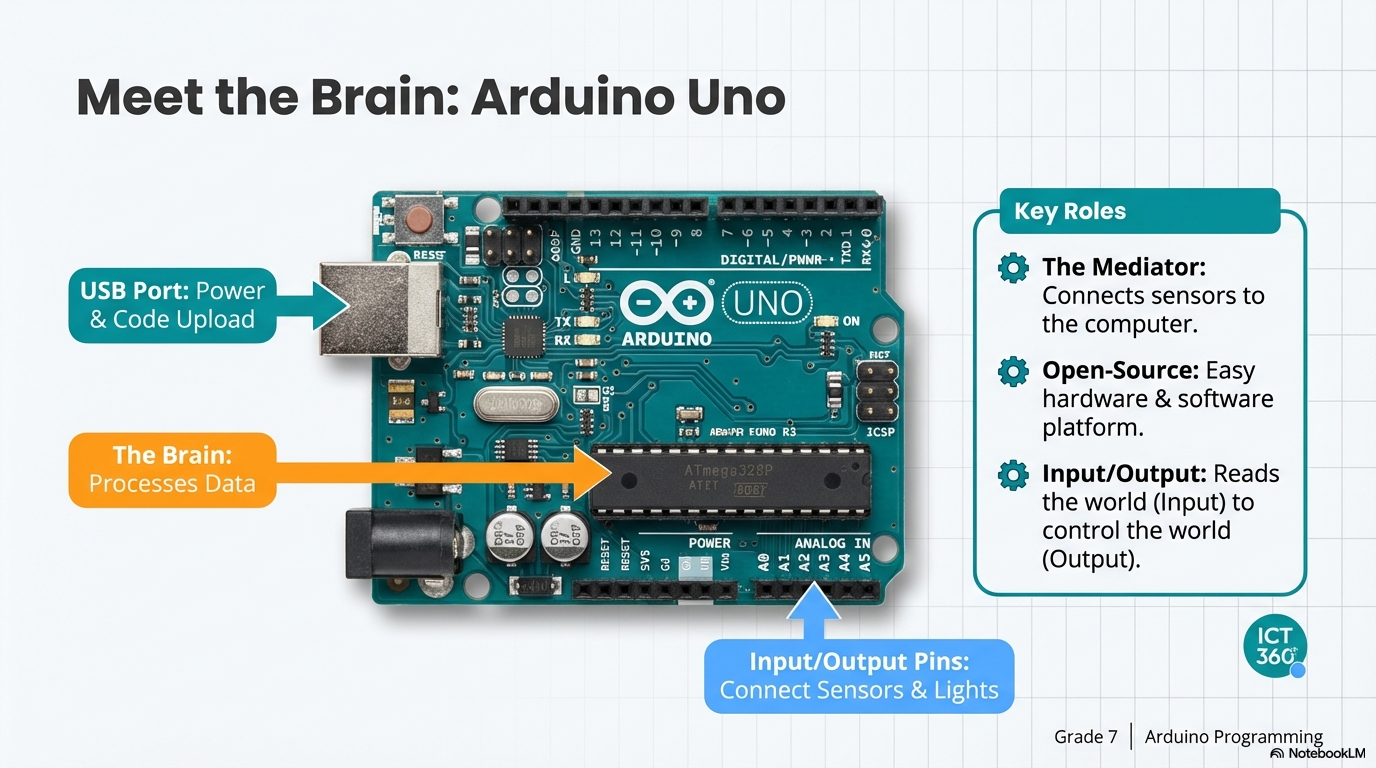 Meet the Brain: Arduino Uno
USB Port: Power
& Code Upload
The Brain:
Processes Data
RESET
GND
13
12
~11
~10
~9
8
7
~6
~5
4
~3
2
TXD 1
DIGITAL/PWNR
L
TX
RX
UNO
ARDUINO
ON
ICSP
ATmega328P
POWER
ANALOG IN
RESET
RESET
A0
A1
A2
A3
A4
A5
Input/Output Pins:
Connect Sensors & Lights
Key Roles
The Mediator:
Connects sensors to
the computer.
Open-Source: Easy
hardware & software
platform.
Input/Output: Reads
the world (Input) to
control the world
(Output).
ICT
360
Grade 7 | Arduino Programming
NotebookLM